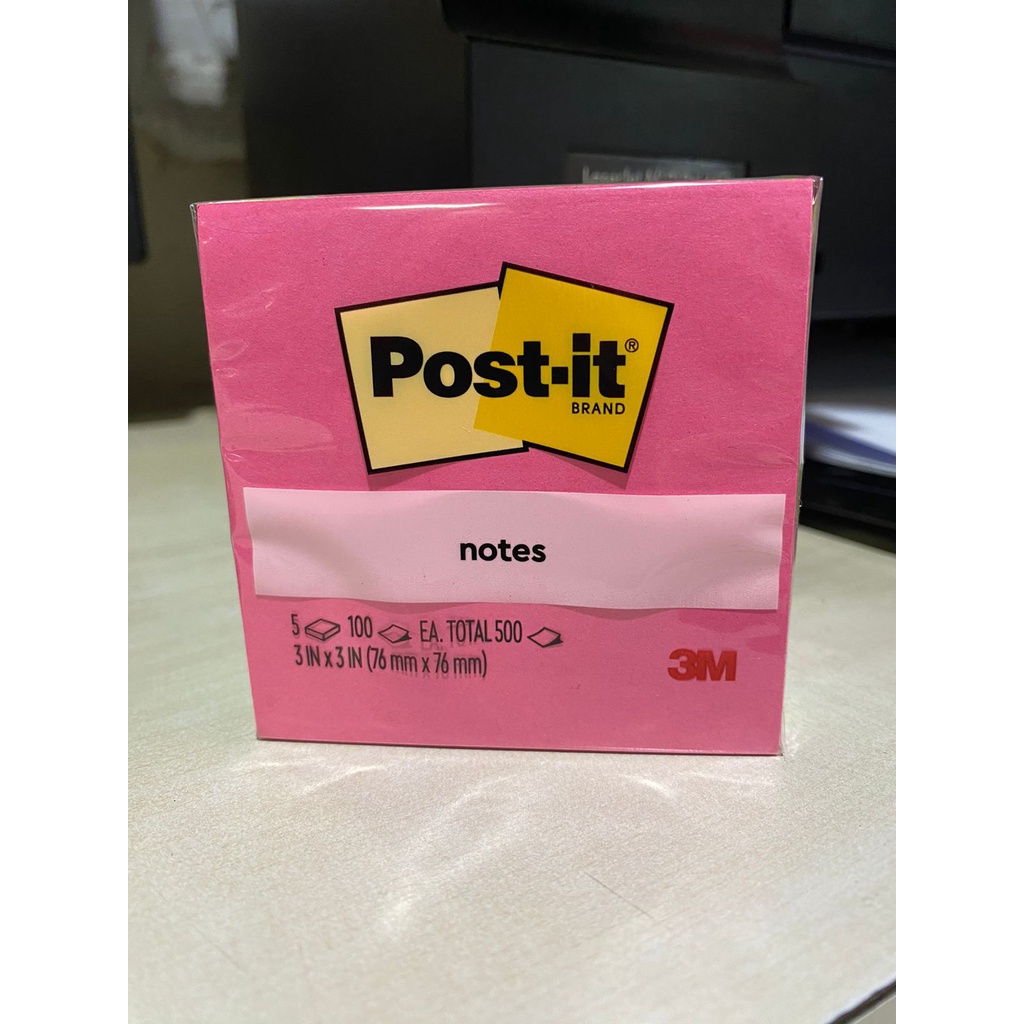 Post-it®
BRAND
notes
5 100 EA. TOTAL 500
3 IN x 3 IN (76 mm x 76 mm)
3M